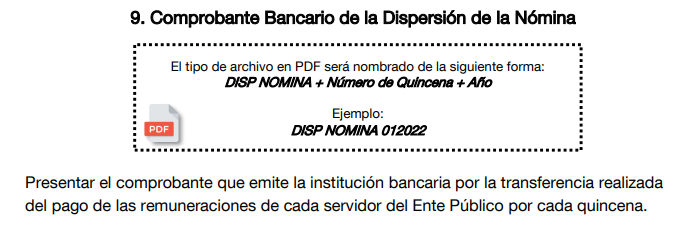 9. Comprobante Bancario de la Dispersión de la Nómina
El tipo de archivo en PDF será nombrado de la siguiente forma:
DISP NOMINA + Número de Quincena + Año
Ejemplo:
PDF
DISP NOMINA 012022
Presentar el comprobante que emite la institución bancaria por la transferencia realizada
del pago de las remuneraciones de cada servidor del Ente Público por cada quincena.